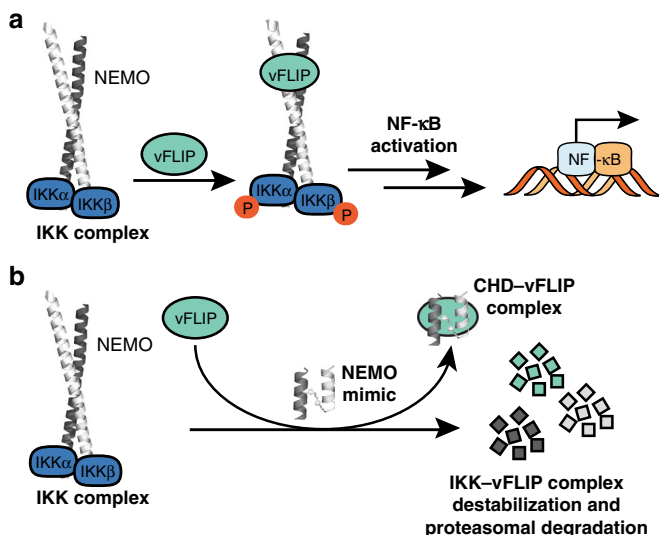 a
NEMO
vFLIP
vFLIP
NF-κB
activation
NF
-κB
IKKα
IKKβ
IKK complex
IKKα
IKKβ
P
P
b
NEMO
vFLIP
CHD–vFLIP
complex
NEMO
mimic
IKKα
IKKβ
IKK complex
IKK–vFLIP complex
destabilization and
proteasomal degradation